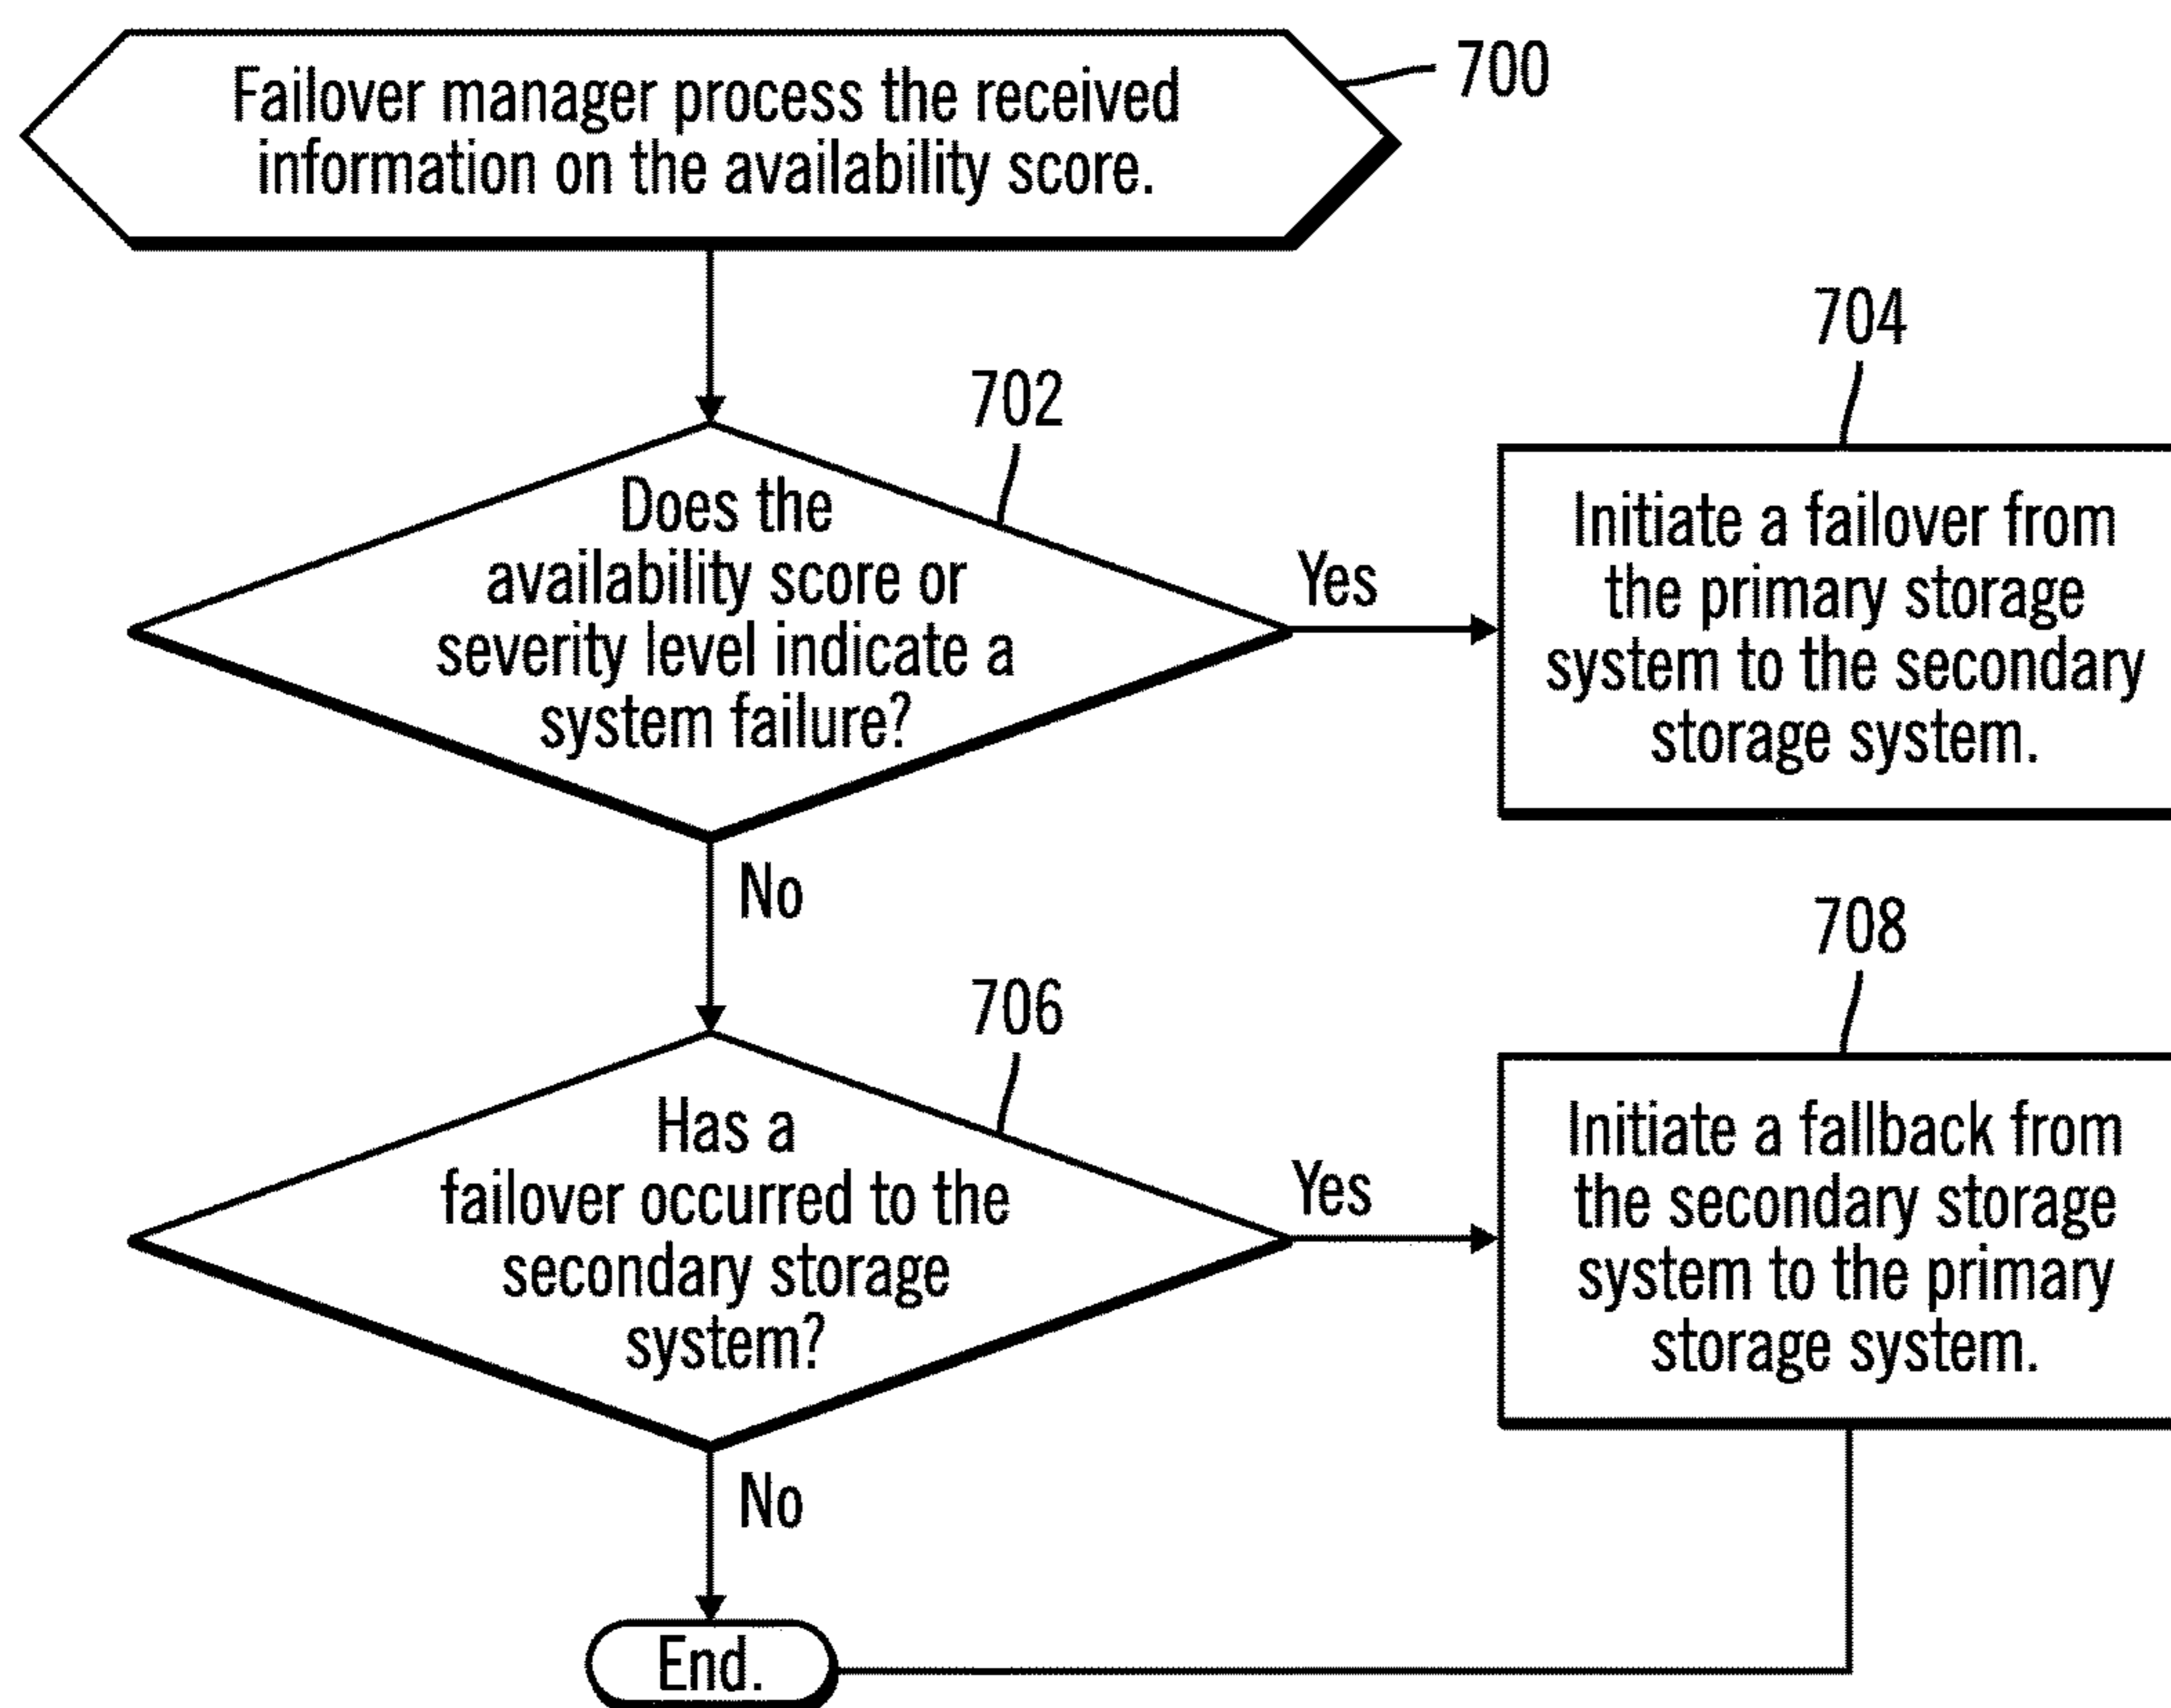 Failover manager process the received
information on the availability score.
700
702
Does the
availability score or
severity level indicate a
system failure?
Yes
704
Initiate a failover from
the primary storage
system to the secondary
storage system.
No
706
Has a
failover occurred to the
secondary storage
system?
Yes
708
Initiate a fallback from
the secondary storage
system to the primary
storage system.
No
End.